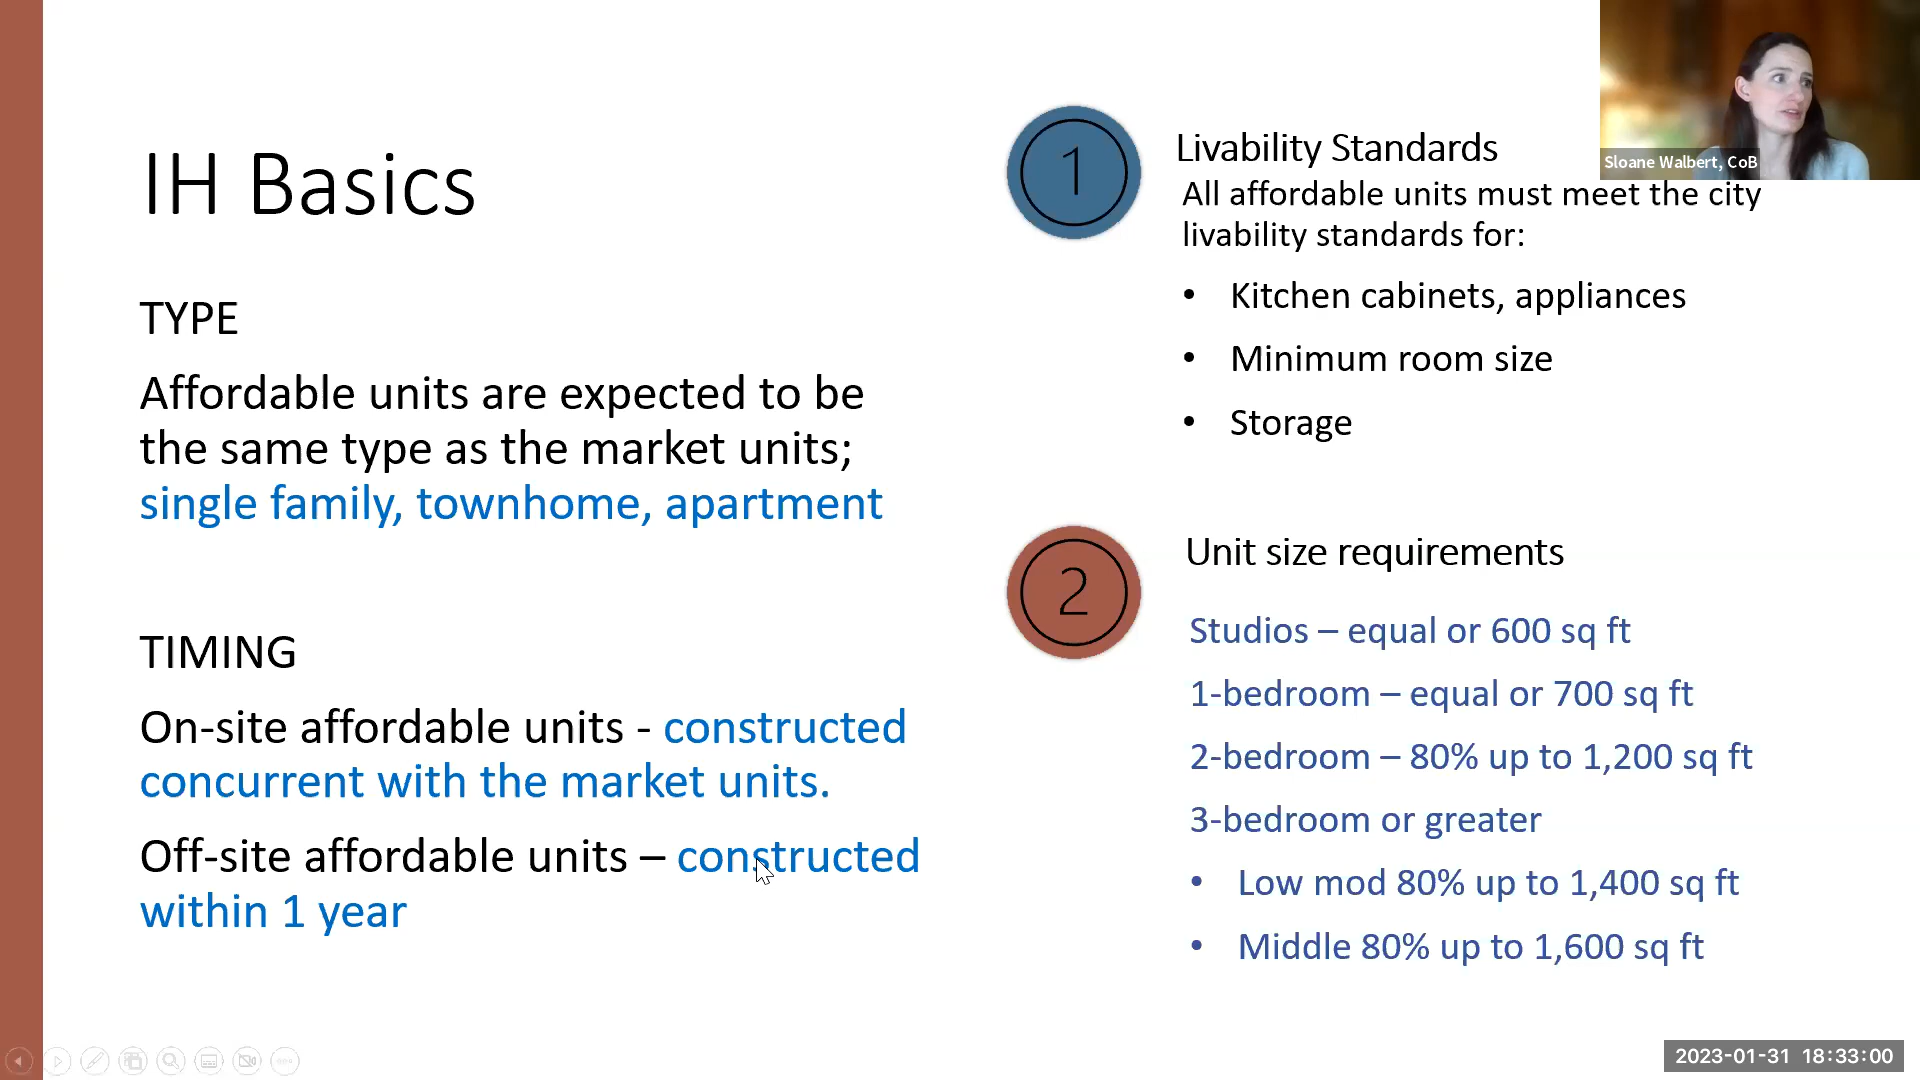 IH Basics
TYPE
Affordable units are expected to be
the same type as the market units;
single family, townhome, apartment
TIMING
On-site affordable units - constructed
concurrent with the market units.
Off-site affordable units – constructed
within 1 year
1
Livability Standards
All affordable units must meet the city
livability standards for:
• Kitchen cabinets, appliances
• Minimum room size
• Storage
2
Unit size requirements
Studios – equal or 600 sq ft
1-bedroom – equal or 700 sq ft
2-bedroom – 80% up to 1,200 sq ft
3-bedroom or greater
• Low mod 80% up to 1,400 sq ft
• Middle 80% up to 1,600 sq ft
Sloane Walbert, CoB
2023-01-31 18:33:00